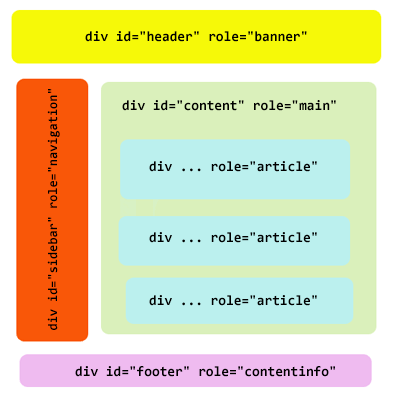 div id="header" role="banner"
div id="sidebar" role="navigation"
div id="content" role="main"
div ... role="article"
div ... role="article"
div ... role="article"
div id="footer" role="contentinfo"